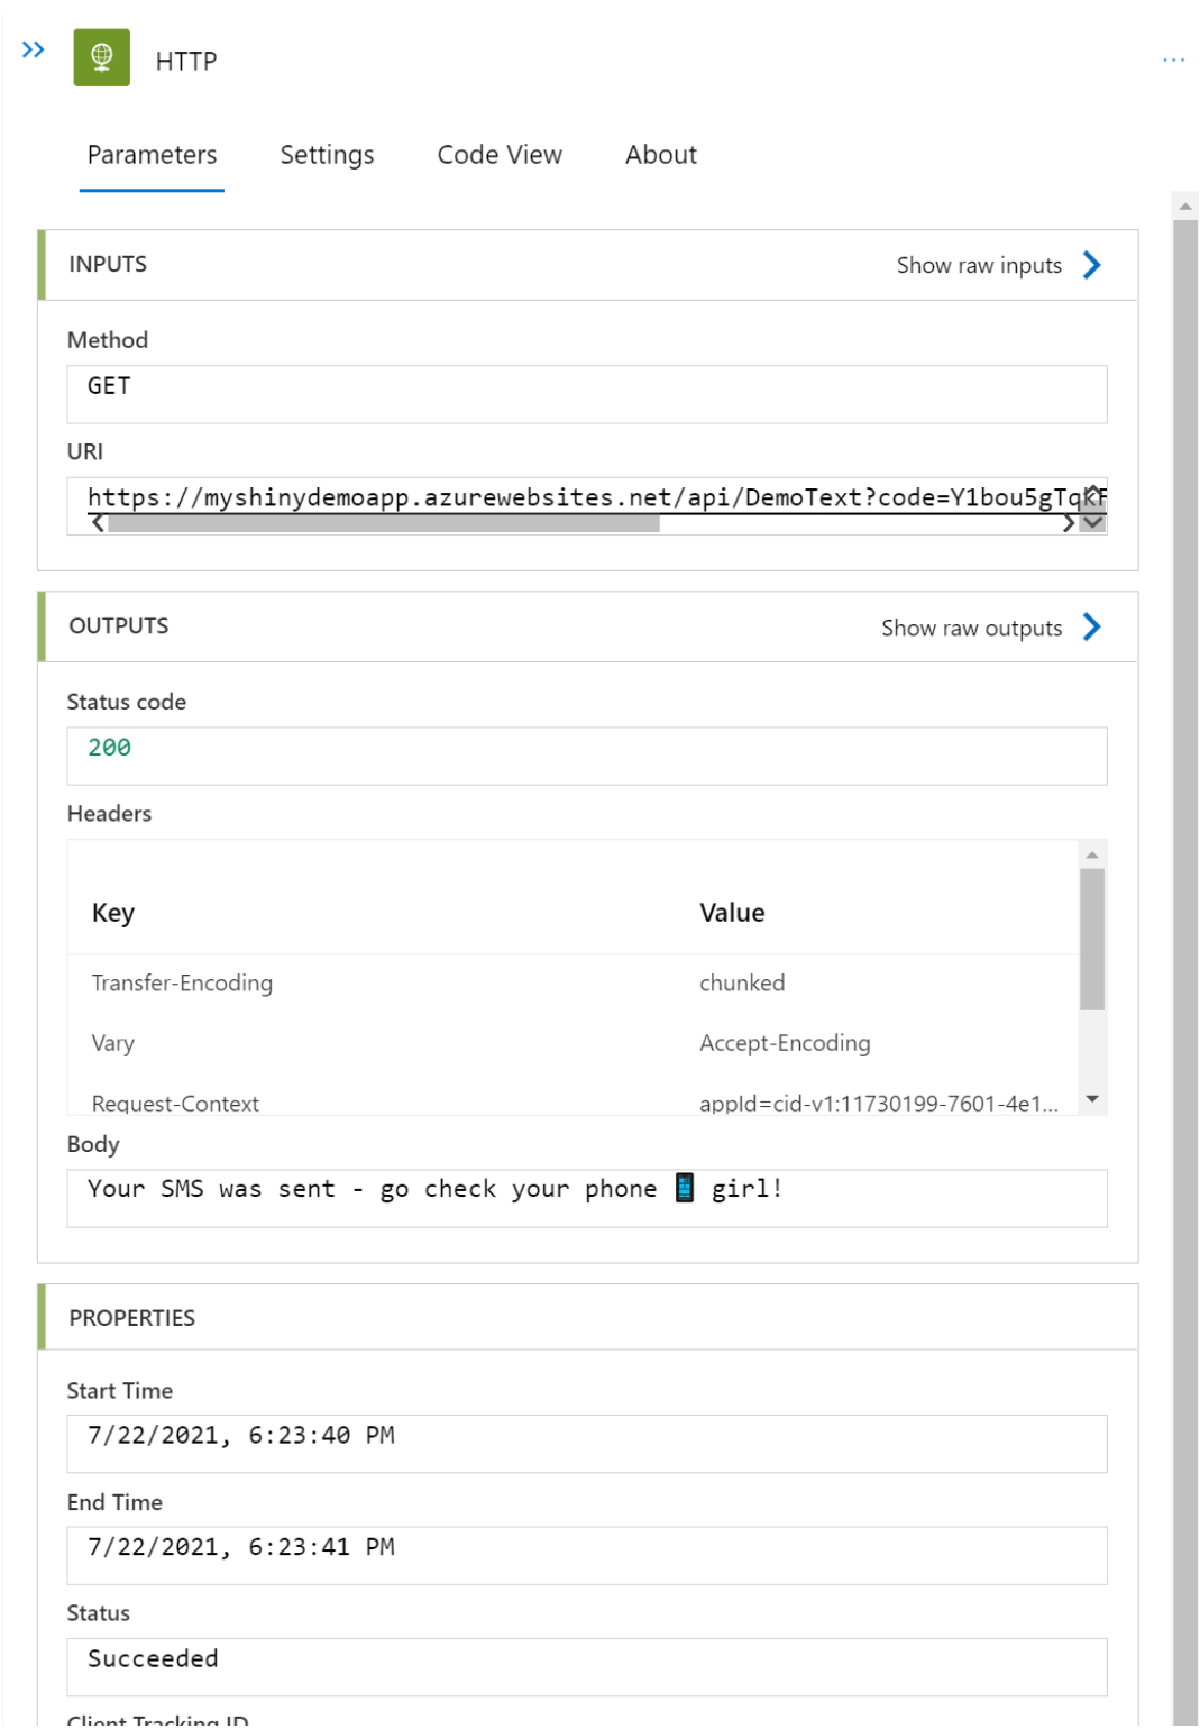 HTTP
Parameters Settings Code View About
INPUTS Show raw inputs
Method
GET
URI
https://myshinydemoapp.azurewebsites.net/api/DemoText?code=Y1bou5gTqkF
OUTPUTS Show raw outputs
Status code
200
Headers
Key Value
Transfer-Encoding chunked
Vary Accept-Encoding
Request-Context appId=cid-v1:11730199-7601-4e1...
Body
Your SMS was sent - go check your phone 📱 girl!
PROPERTIES
Start Time
7/22/2021, 6:23:40 PM
End Time
7/22/2021, 6:23:41 PM
Status
Succeeded
Client Tracking ID